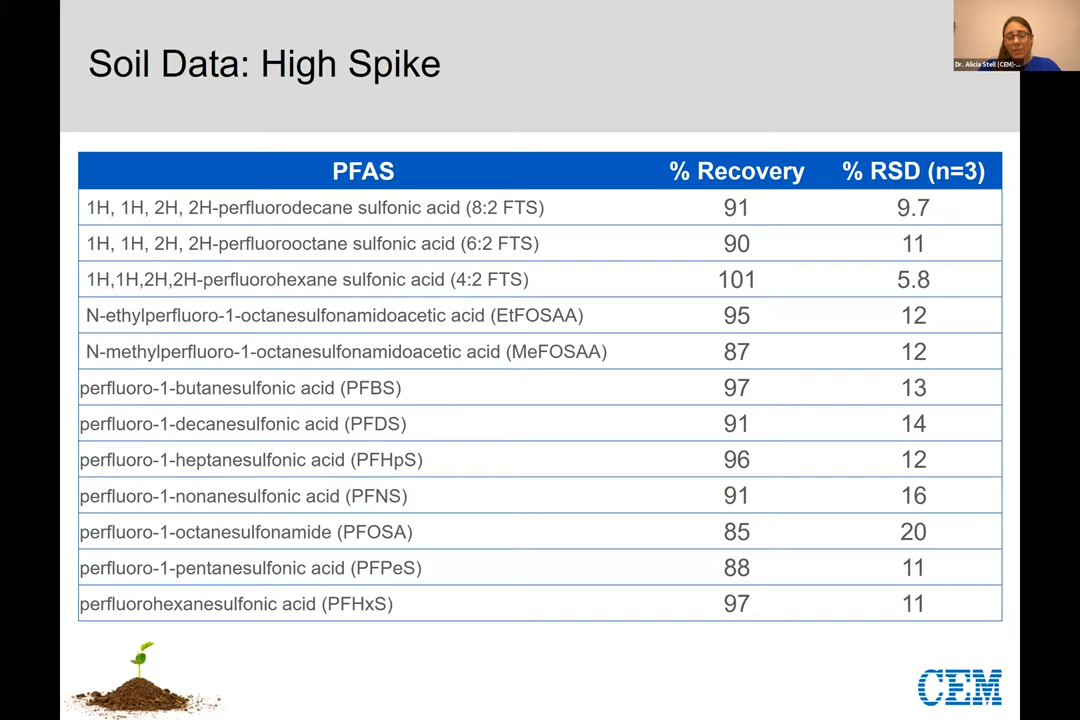 Soil Data: High Spike
Dr. Alicia Stell (CEM)-...
PFAS % Recovery % RSD (n=3)
1H, 1H, 2H, 2H-perfluorodecane sulfonic acid (8:2 FTS) 91 9.7
1H, 1H, 2H, 2H-perfluorooctane sulfonic acid (6:2 FTS) 90 11
1H,1H,2H,2H-perfluorohexane sulfonic acid (4:2 FTS) 101 5.8
N-ethylperfluoro-1-octanesulfonamidoacetic acid (EtFOSAA) 95 12
N-methylperfluoro-1-octanesulfonamidoacetic acid (MeFOSAA) 87 12
perfluoro-1-butanesulfonic acid (PFBS) 97 13
perfluoro-1-decanesulfonic acid (PFDS) 91 14
perfluoro-1-heptanesulfonic acid (PFHpS) 96 12
perfluoro-1-nonanesulfonic acid (PFNS) 91 16
perfluoro-1-octanesulfonamide (PFOSA) 85 20
perfluoro-1-pentanesulfonic acid (PFPeS) 88 11
perfluorohexanesulfonic acid (PFHxS) 97 11
CEM